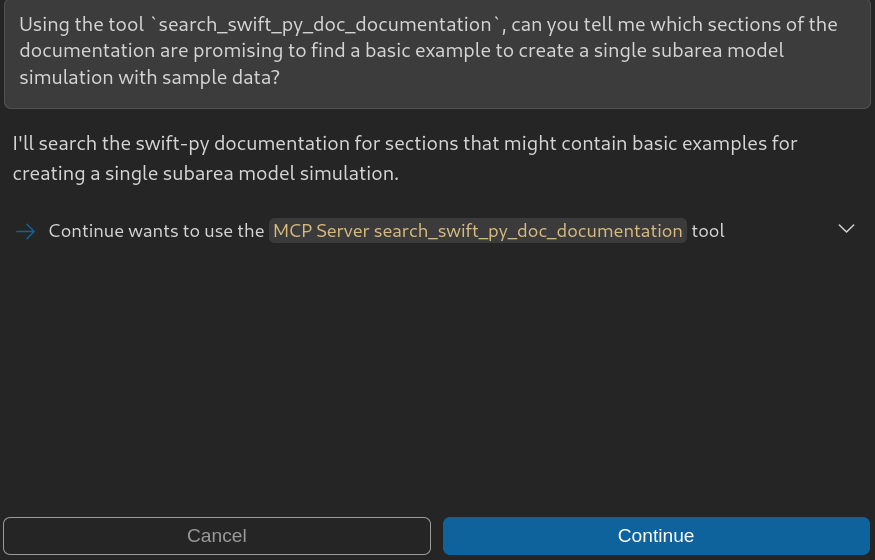 Using the tool `search_swift_py_doc_documentation`, can you tell me which sections of the
documentation are promising to find a basic example to create a single subarea model
simulation with sample data?
I'll search the swift-py documentation for sections that might contain basic examples for
creating a single subarea model simulation.
Continue wants to use the MCP Server search_swift_py_doc_documentation tool
Cancel
Continue